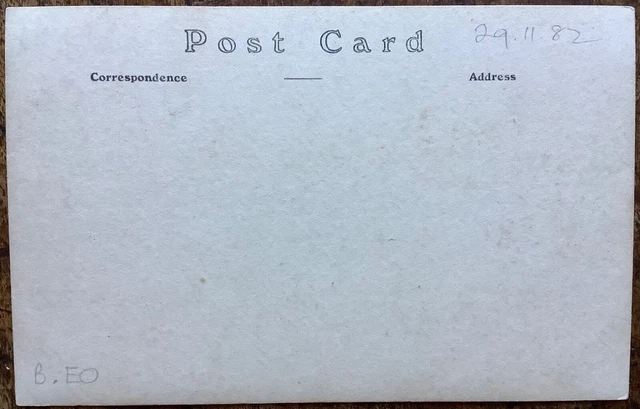 Post Card 29.11.82
Correspondence Address
B. EO